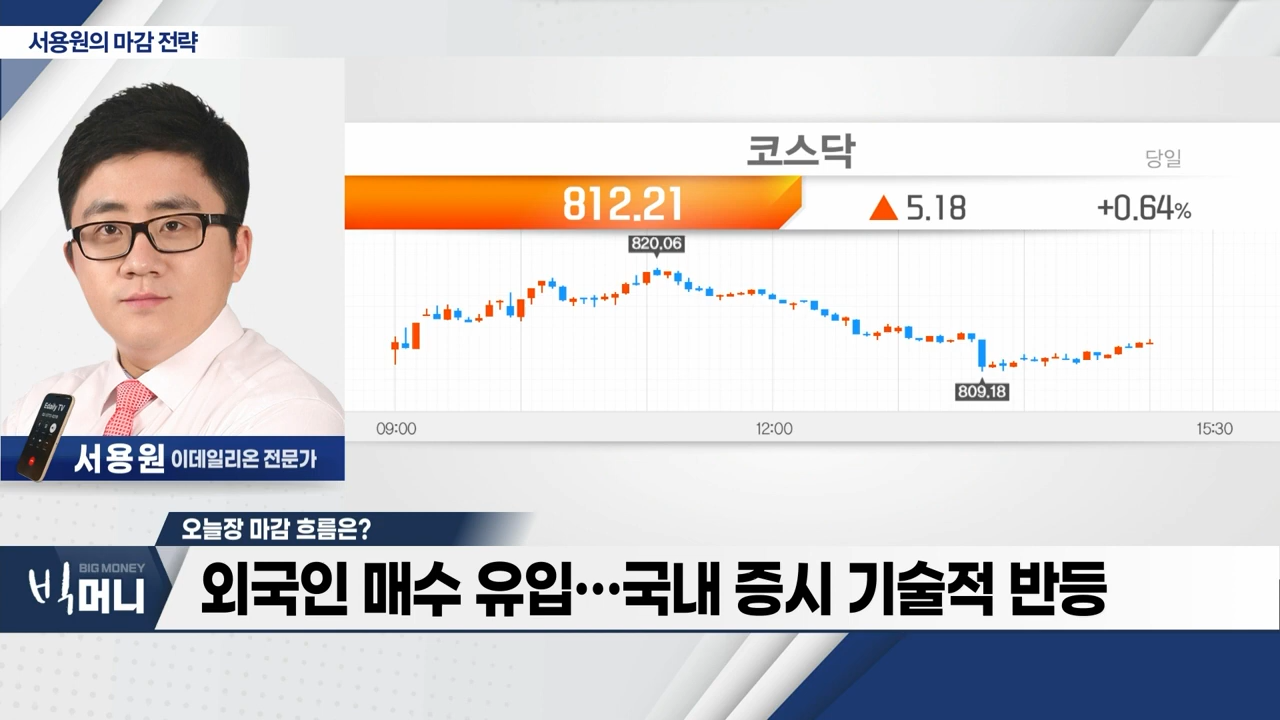 서용원의 마감 전략
코스닥
당일
812.21
▲ 5.18
+0.64%
820.06
809.18
09:00
12:00
15:30
Edaily TV
서용원 이데일리온 전문가
오늘장 마감 흐름은?
BIG MONEY
빅머니
외국인 매수 유입…국내 증시 기술적 반등